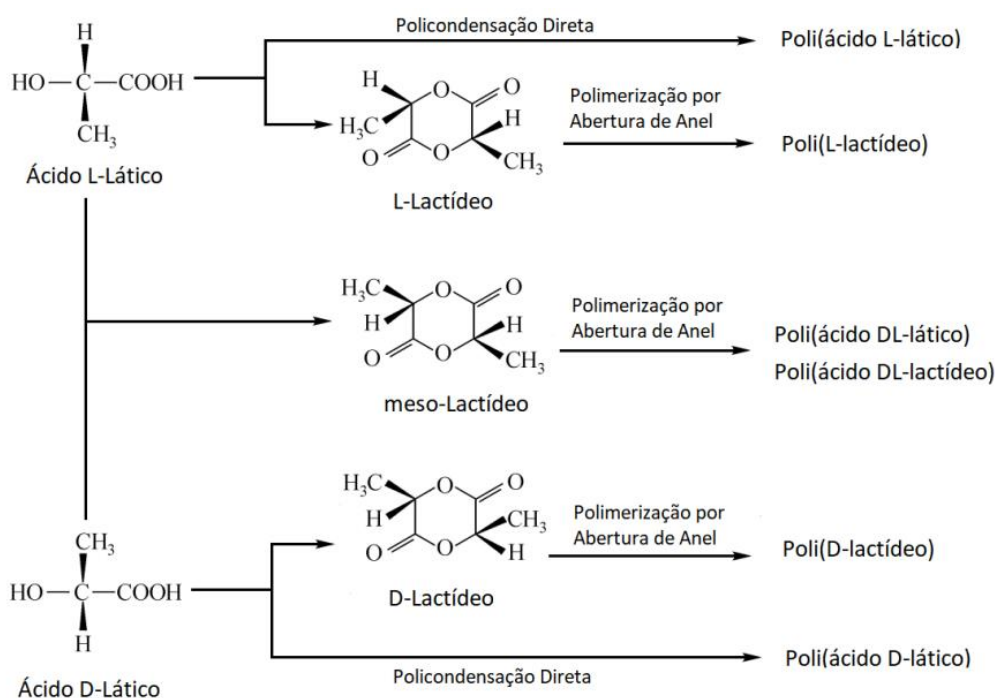 Policondensação Direta
Poli(ácido L-lático)
H
HO—C—COOH
CH₃
Ácido L-Lático
H
O
O
H₃C
H
O
O
CH₃
L-Lactídeo
Polimerização por
Abertura de Anel
Poli(L-lactídeo)
H₃C
O
O
H
H
O
O
CH₃
meso-Lactídeo
Polimerização por
Abertura de Anel
Poli(ácido DL-lático)
Poli(ácido DL-lactídeo)
CH₃
HO—C—COOH
H
Ácido D-Lático
H₃C
O
O
H
CH₃
O
O
H
D-Lactídeo
Polimerização por
Abertura de Anel
Poli(D-lactídeo)
Policondensação Direta
Poli(ácido D-lático)